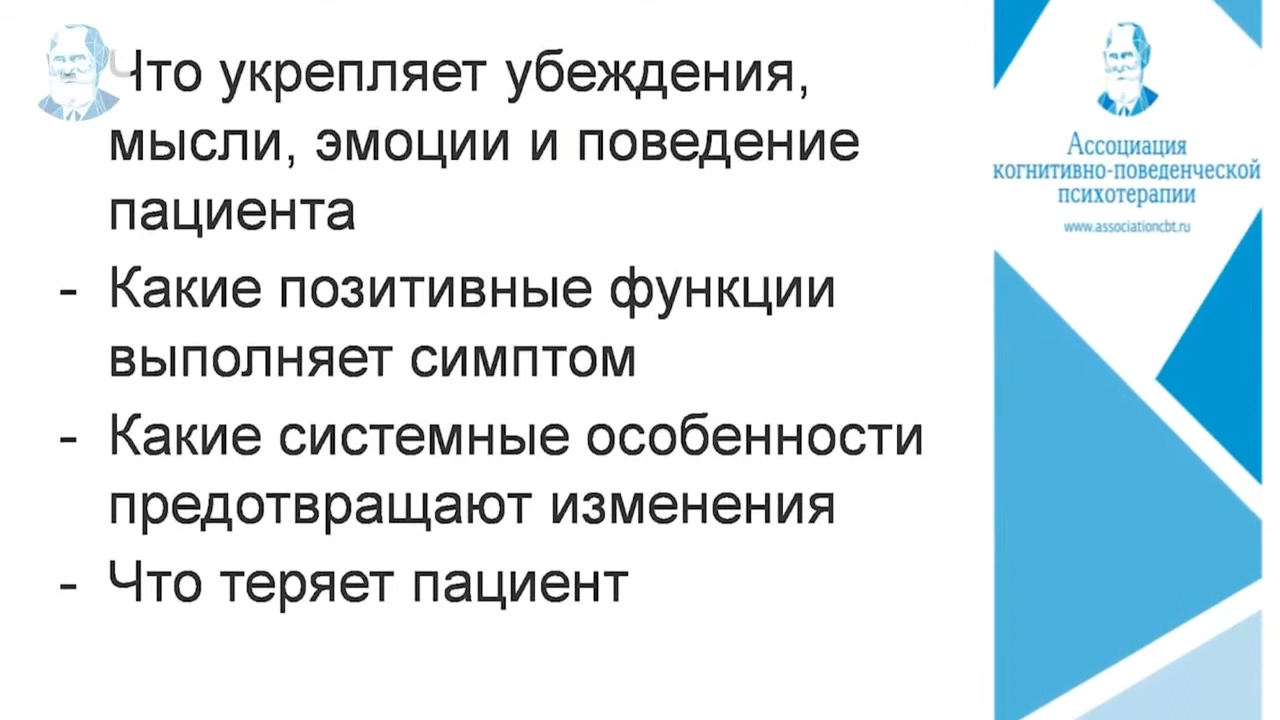 Что укрепляет убеждения,
мысли, эмоции и поведение
пациента
- Какие позитивные функции
выполняет симптом
- Какие системные особенности
предотвращают изменения
- Что теряет пациент
Ассоциация
когнитивно-поведенческой
психотерапии
www.associationcbt.ru